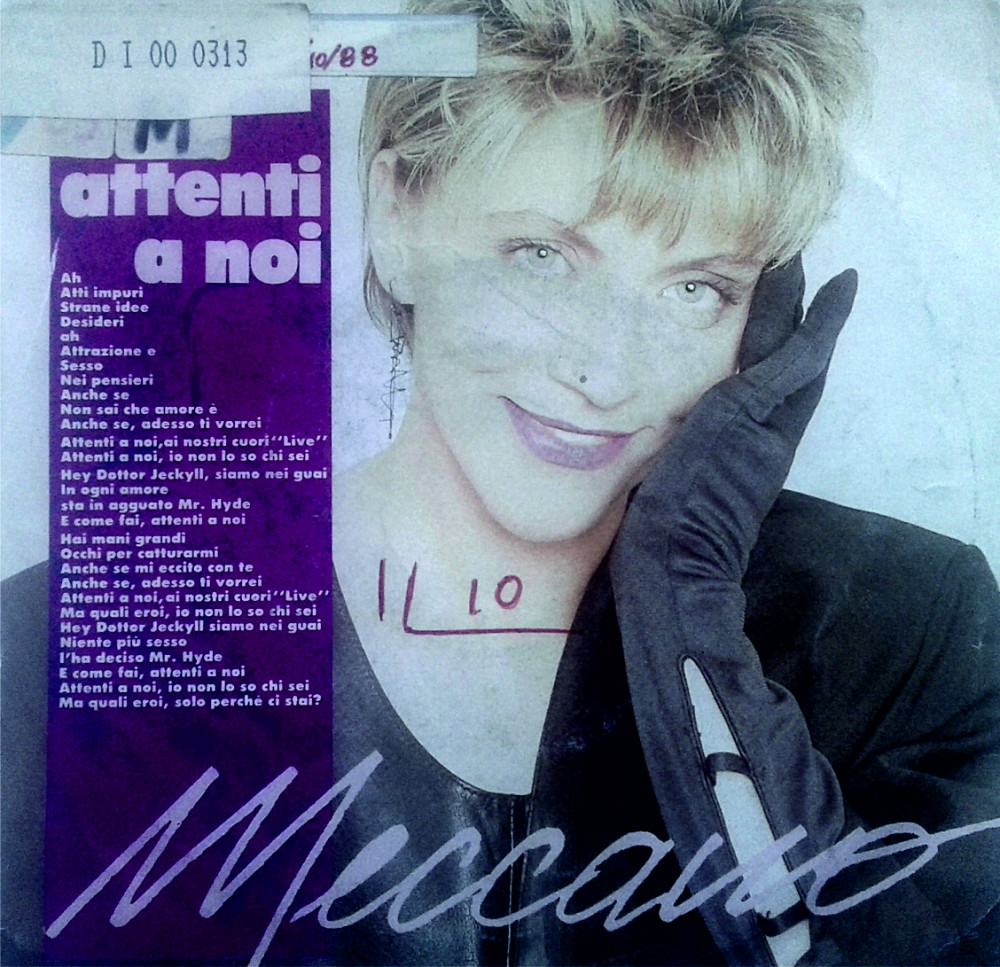 D I 00 0313
10/88
M
attenti
a noi
Ah
Atti impuri
Strane idee
Desideri
ah
Attrazione e
Sesso
Nei pensieri
Anche se
Non sai che amore è
Anche se, adesso ti vorrei
Attenti a noi,ai nostri cuori‘‘Live’’
Attenti a noi, io non lo so chi sei
Hey Dottor Jeckyll, siamo nei guai
In ogni amore
sta in agguato Mr. Hyde
E come fai, attenti a noi
Hai mani grandi
Occhi per catturarmi
Anche se mi eccito con te
Anche se, adesso ti vorrei
Attenti a noi,ai nostri cuori‘‘Live’’
Ma quali eroi, io non lo so chi sei
Hey Dottor Jeckyll siamo nei guai
Niente più sesso
l’ha deciso Mr. Hyde
E come fai, attenti a noi
Attenti a noi, io non lo so chi sei
Ma quali eroi, solo perché ci stai?
IL 10
Meccano